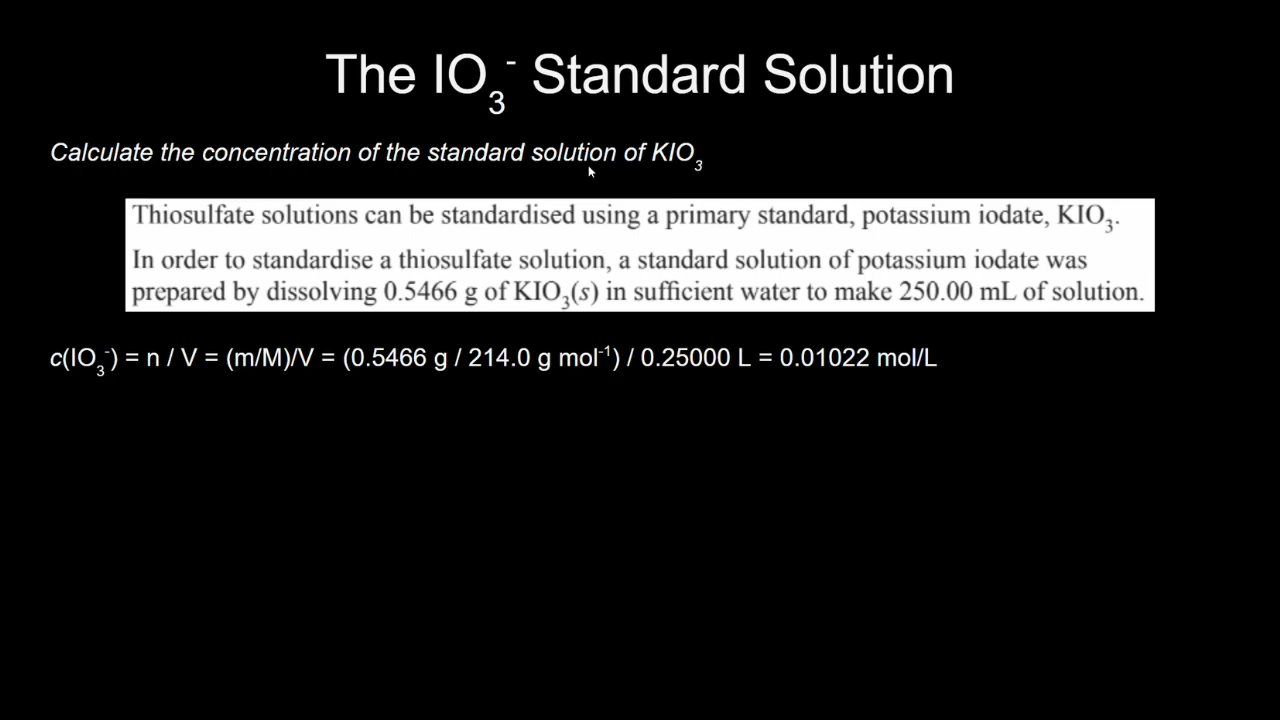 The IO₃⁻ Standard Solution
Calculate the concentration of the standard solution of KIO₃
Thiosulfate solutions can be standardised using a primary standard, potassium iodate, KIO₃.
In order to standardise a thiosulfate solution, a standard solution of potassium iodate was
prepared by dissolving 0.5466 g of KIO₃(s) in sufficient water to make 250.00 mL of solution.
c(IO₃⁻) = n / V = (m/M)/V = (0.5466 g / 214.0 g mol⁻¹) / 0.25000 L = 0.01022 mol/L